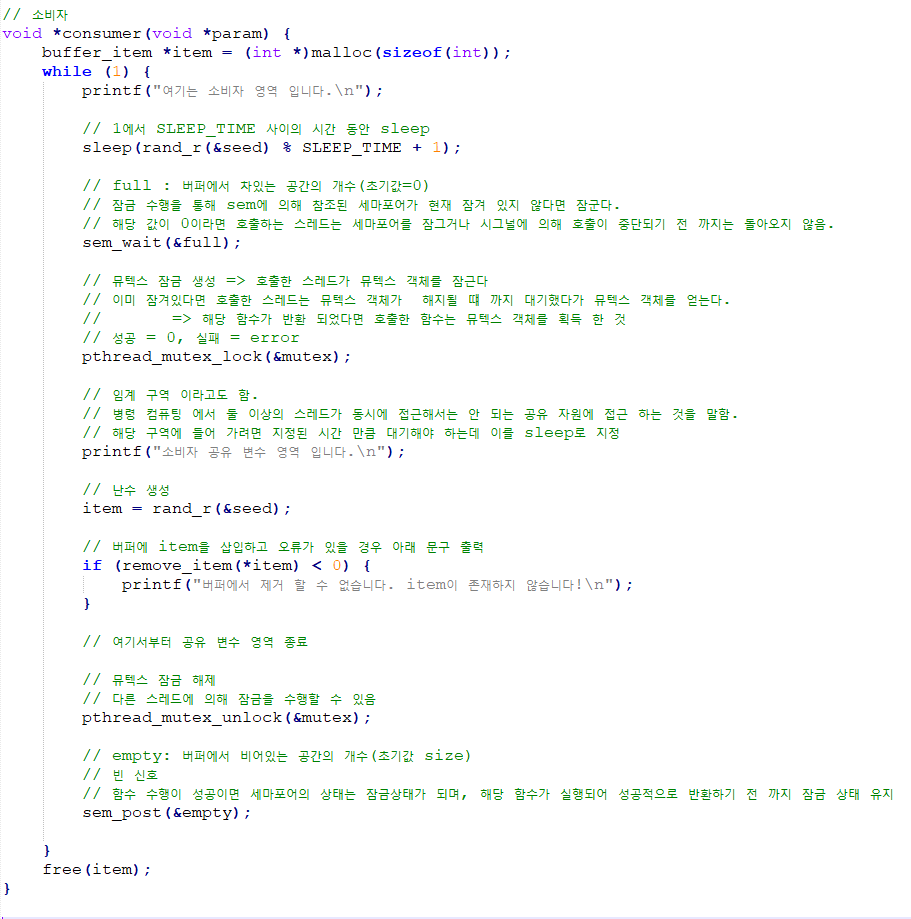 // 소비자
void *consumer(void *param) {
buffer_item *item = (int *)malloc(sizeof(int));
while (1) {
printf("여기는 소비자 영역 입니다.\n");
// 1에서 SLEEP_TIME 사이의 시간 동안 sleep
sleep(rand_r(&seed) % SLEEP_TIME + 1);
// full : 버퍼에서 차있는 공간의 개수(초기값=0)
// 잠금 수행을 통해 sem에 의해 참조된 세마포어가 현재 잠겨 있지 않다면 잠군다.
// 해당 값이 0이라면 호출하는 스레드는 세마포어를 잠그거나 시그널에 의해 호출이 중단되기 전 까지는 돌아오지 않음.
sem_wait(&full);
// 뮤텍스 잠금 생성 => 호출한 스레드가 뮤텍스 객체를 잠근다
// 이미 잠겨있다면 호출한 스레드는 뮤텍스 객체가  해지될 떄 까지 대기했다가 뮤텍스 객체를 얻는다.
//       => 해당 함수가 반환 되었다면 호출한 함수는 뮤텍스 객체를 획득 한 것
// 성공 = 0, 실패 = error
pthread_mutex_lock(&mutex);
// 임계 구역 이라고도 함.
// 병령 컴퓨팅 에서 둘 이상의 스레드가 동시에 접근해서는 안 되는 공유 자원에 접근 하는 것을 말함.
// 해당 구역에 들어 가려면 지정된 시간 만큼 대기해야 하는데 이를 sleep로 지정
printf("소비자 공유 변수 영역 입니다.\n");
// 난수 생성
item = rand_r(&seed);
// 버퍼에 item을 삽입하고 오류가 있을 경우 아래 문구 출력
if (remove_item(*item) < 0) {
printf("버퍼에서 제거 할 수 없습니다. item이 존재하지 않습니다!\n");
}
// 여기서부터 공유 변수 영역 종료
// 뮤텍스 잠금 해제
// 다른 스레드에 의해 잠금을 수행할 수 있음
pthread_mutex_unlock(&mutex);
// empty: 버퍼에서 비어있는 공간의 개수(초기값 size)
// 빈 신호
// 함수 수행이 성공이면 세마포어의 상태는 잠금상태가 되며, 해당 함수가 실행되어 성공적으로 반환하기 전 까지 잠금 상태 유지
sem_post(&empty);
}
free(item);
}